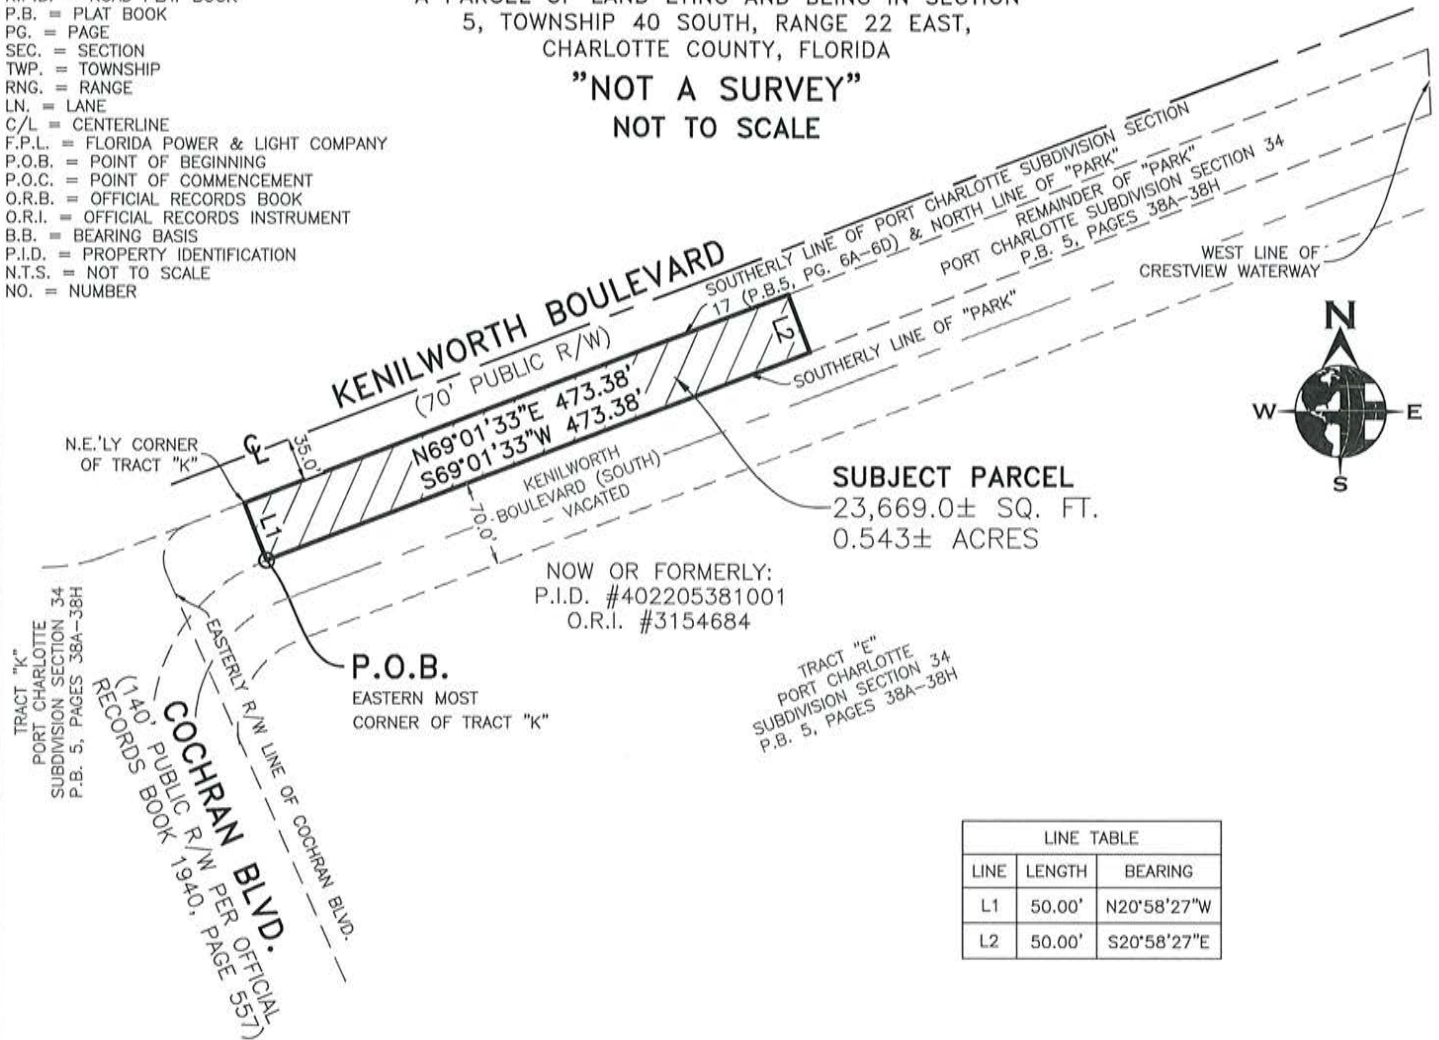 P.B. = PLAT BOOK
PG. = PAGE
SEC. = SECTION
TWP. = TOWNSHIP
RNG. = RANGE
LN. = LANE
C/L = CENTERLINE
F.P.L. = FLORIDA POWER & LIGHT COMPANY
P.O.B. = POINT OF BEGINNING
P.O.C. = POINT OF COMMENCEMENT
O.R.B. = OFFICIAL RECORDS BOOK
O.R.I. = OFFICIAL RECORDS INSTRUMENT
B.B. = BEARING BASIS
P.I.D. = PROPERTY IDENTIFICATION
N.T.S. = NOT TO SCALE
NO. = NUMBER
A PARCEL OF LAND LYING AND BEING IN SECTION
5, TOWNSHIP 40 SOUTH, RANGE 22 EAST,
CHARLOTTE COUNTY, FLORIDA
"NOT A SURVEY"
NOT TO SCALE
SOUTHERLY LINE OF PORT CHARLOTTE SUBDIVISION SECTION
17 (P.B.5, PG. 6A-6D) & NORTH LINE OF "PARK"
REMAINDER OF "PARK"
PORT CHARLOTTE SUBDIVISION SECTION 34
P.B. 5, PAGES 38A-38H
WEST LINE OF
CRESTVIEW WATERWAY
KENILWORTH BOULEVARD
(70' PUBLIC R/W)
L2
SOUTHERLY LINE OF "PARK"
N
W
E
S
N.E.'LY CORNER
OF TRACT "K"
CL
35.0'
N69°01'33"E 473.38'
S69°01'33"W 473.38'
L1
KENILWORTH
BOULEVARD (SOUTH)
VACATED
70.0'
SUBJECT PARCEL
23,669.0± SQ. FT.
0.543± ACRES
NOW OR FORMERLY:
P.I.D. #402205381001
O.R.I. #3154684
P.O.B.
EASTERN MOST
CORNER OF TRACT "K"
TRACT "K"
PORT CHARLOTTE
SUBDIVISION SECTION 34
P.B. 5, PAGES 38A-38H
EASTERLY R/W LINE OF COCHRAN BLVD.
COCHRAN BLVD.
(140' PUBLIC R/W PER OFFICIAL
RECORDS BOOK 1940, PAGE 557)
TRACT "E"
PORT CHARLOTTE
SUBDIVISION SECTION 34
P.B. 5, PAGES 38A-38H
LINE TABLE
LINE LENGTH BEARING
L1 50.00' N20°58'27"W
L2 50.00' S20°58'27"E